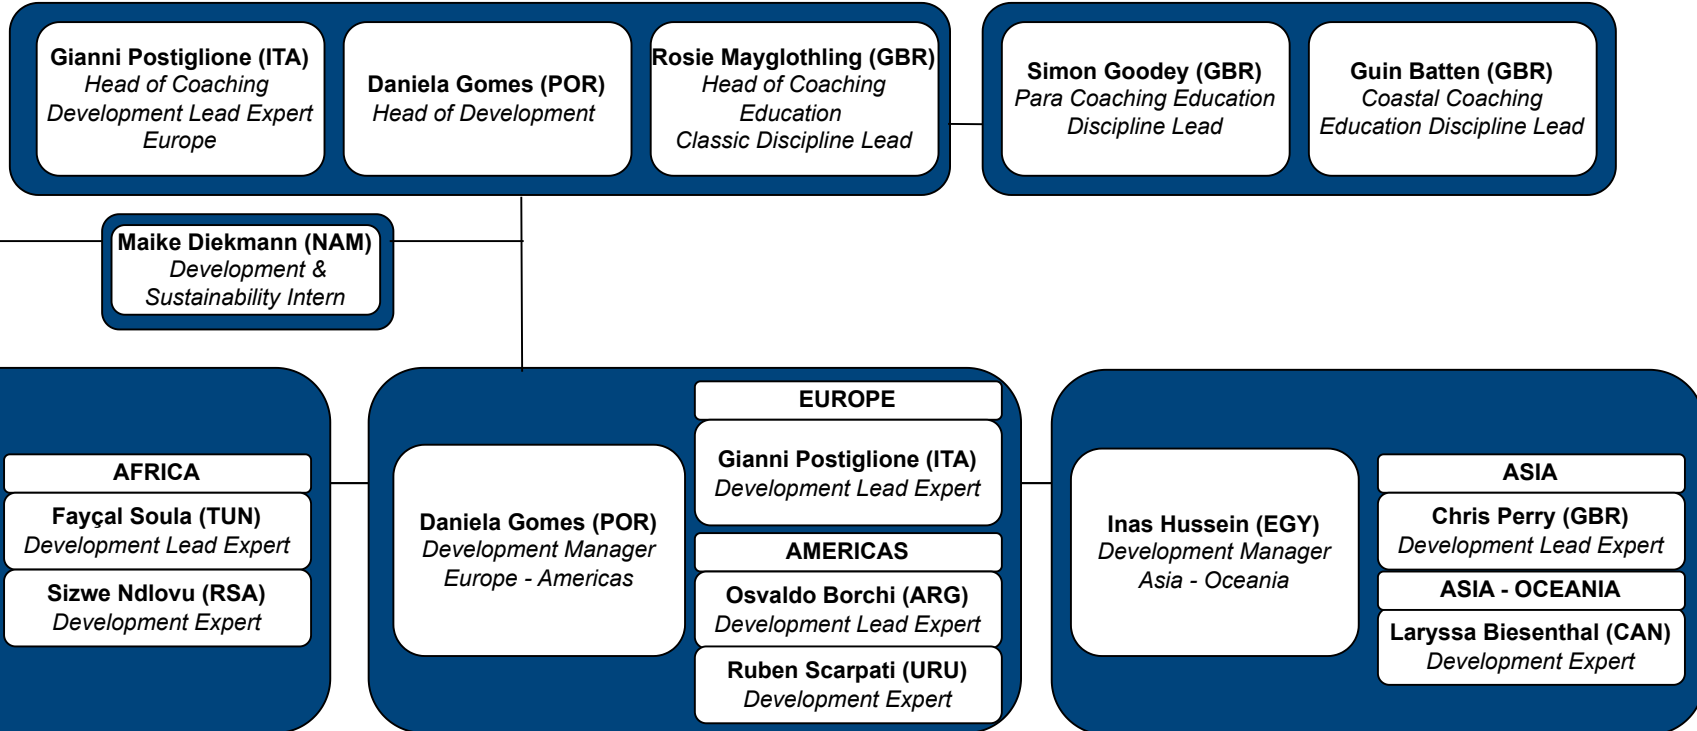 Gianni Postiglione (ITA)
Head of Coaching
Development Lead Expert
Europe
Daniela Gomes (POR)
Head of Development
Rosie Mayglothling (GBR)
Head of Coaching
Education
Classic Discipline Lead
Simon Goodey (GBR)
Para Coaching Education
Discipline Lead
Guin Batten (GBR)
Coastal Coaching
Education Discipline Lead
Maike Diekmann (NAM)
Development &
Sustainability Intern
AFRICA
Fayçal Soula (TUN)
Development Lead Expert
Sizwe Ndlovu (RSA)
Development Expert
Daniela Gomes (POR)
Development Manager
Europe - Americas
EUROPE
Gianni Postiglione (ITA)
Development Lead Expert
AMERICAS
Osvaldo Borchi (ARG)
Development Lead Expert
Ruben Scarpati (URU)
Development Expert
Inas Hussein (EGY)
Development Manager
Asia - Oceania
ASIA
Chris Perry (GBR)
Development Lead Expert
ASIA - OCEANIA
Laryssa Biesenthal (CAN)
Development Expert